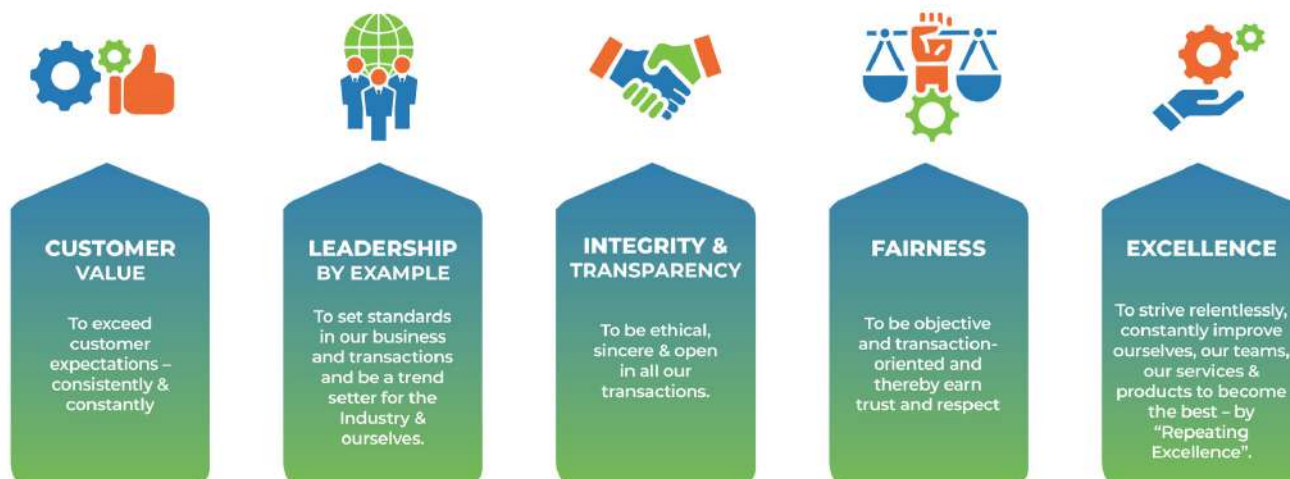 CUSTOMER
VALUE
To exceed
customer
expectations –
consistently &
constantly
LEADERSHIP
BY EXAMPLE
To set standards
in our business
and transactions
and be a trend
setter for the
Industry &
ourselves.
INTEGRITY &
TRANSPARENCY
To be ethical,
sincere & open
in all our
transactions.
FAIRNESS
To be objective
and transaction-
oriented and
thereby earn
trust and respect
EXCELLENCE
To strive relentlessly,
constantly improve
ourselves, our teams,
our services &
products to become
the best – by
“Repeating
Excellence”.